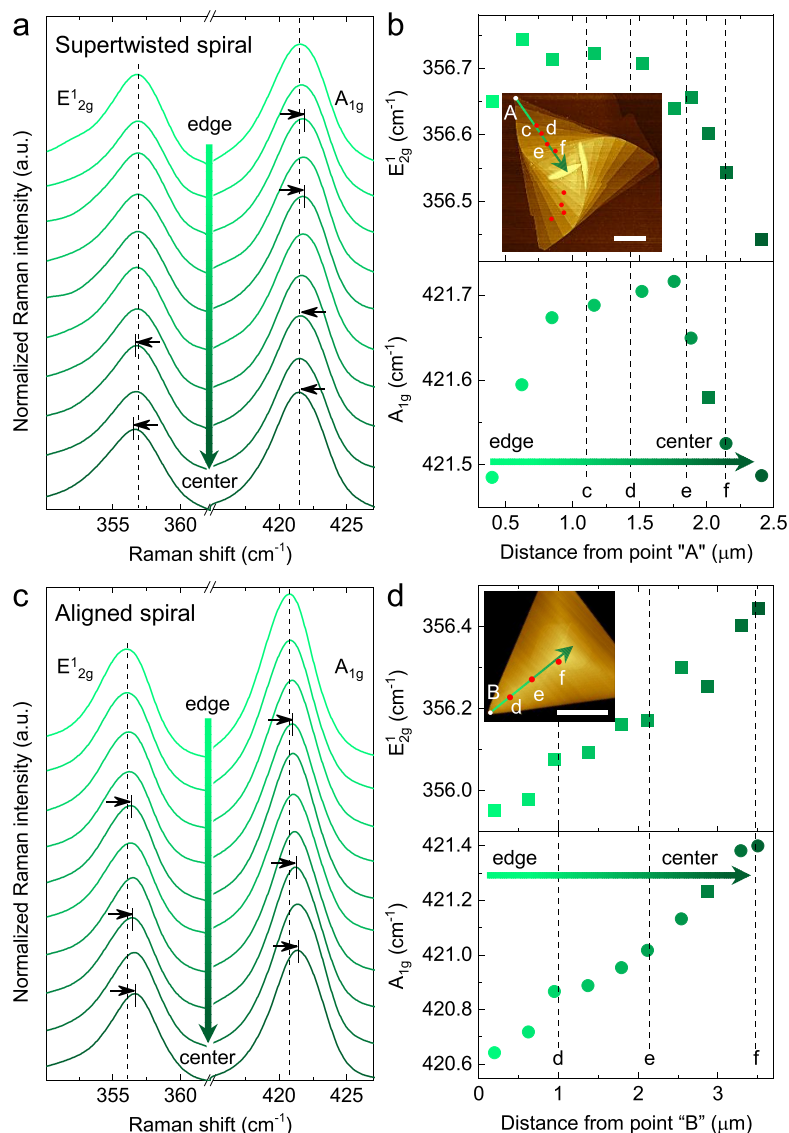 a
Supertwisted spiral
E¹2g
A1g
edge
center
Normalized Raman intensity (a.u.)
355 360 420 425
Raman shift (cm-1)
b
356.7
356.6
356.5
E¹2g (cm-1)
A
c
d
e
f
421.7
421.6
421.5
A1g (cm-1)
edge
center
c d e f
0.5 1.0 1.5 2.0 2.5
Distance from point "A" (μm)
c
Aligned spiral
E¹2g
A1g
edge
center
Normalized Raman intensity (a.u.)
355 360 420 425
Raman shift (cm-1)
d
356.4
356.2
356.0
E¹2g (cm-1)
B
d
e
f
421.4
421.2
421.0
420.8
420.6
A1g (cm-1)
edge
center
d e f
0 1 2 3
Distance from point “B” (μm)